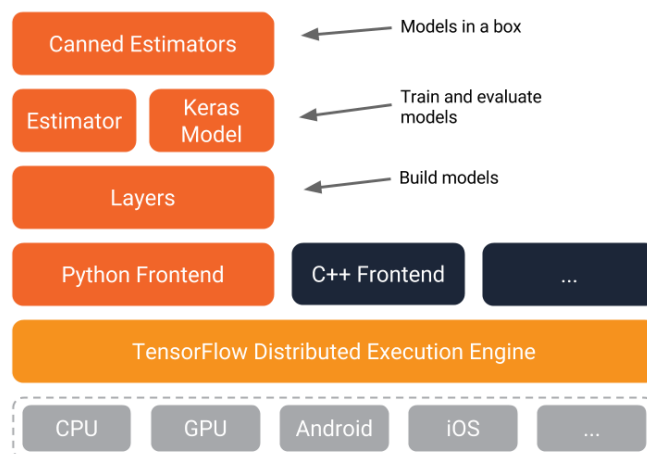 Canned Estimators
Models in a box
Estimator
Keras
Model
Train and evaluate
models
Layers
Build models
Python Frontend
C++ Frontend
...
TensorFlow Distributed Execution Engine
CPU
GPU
Android
iOS
...